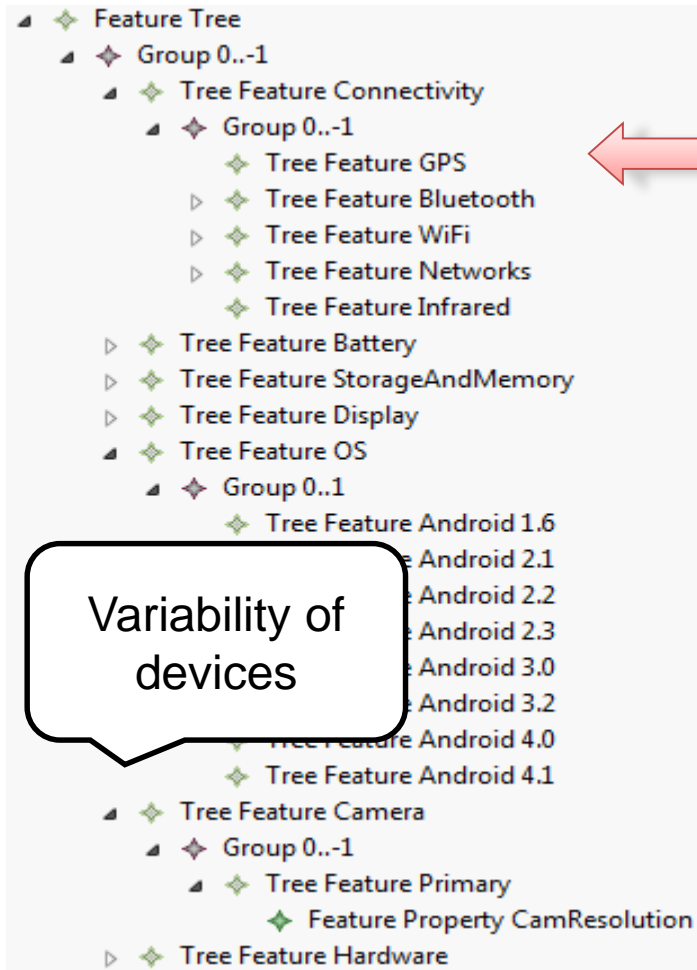 Feature Tree
Group 0..-1
Tree Feature Connectivity
Group 0..-1
Tree Feature GPS
Tree Feature Bluetooth
Tree Feature WiFi
Tree Feature Networks
Tree Feature Infrared
Tree Feature Battery
Tree Feature StorageAndMemory
Tree Feature Display
Tree Feature OS
Group 0..1
Tree Feature Android 1.6
Android 2.1
Android 2.2
Android 2.3
Android 3.0
Android 3.2
Tree Feature Android 4.0
Tree Feature Android 4.1
Variability of
devices
Tree Feature Camera
Group 0..-1
Tree Feature Primary
Feature Property CamResolution
Tree Feature Hardware